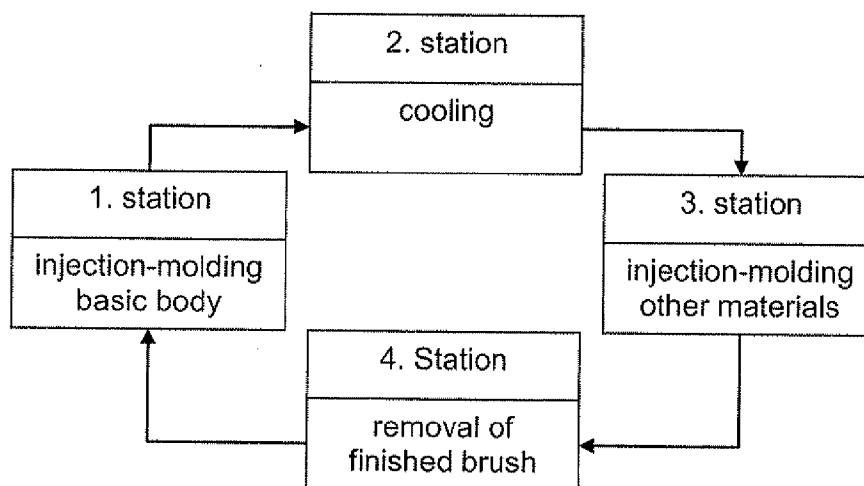 2. station
cooling
1. station
injection-molding
basic body
3. station
injection-molding
other materials
4. Station
removal of
finished brush